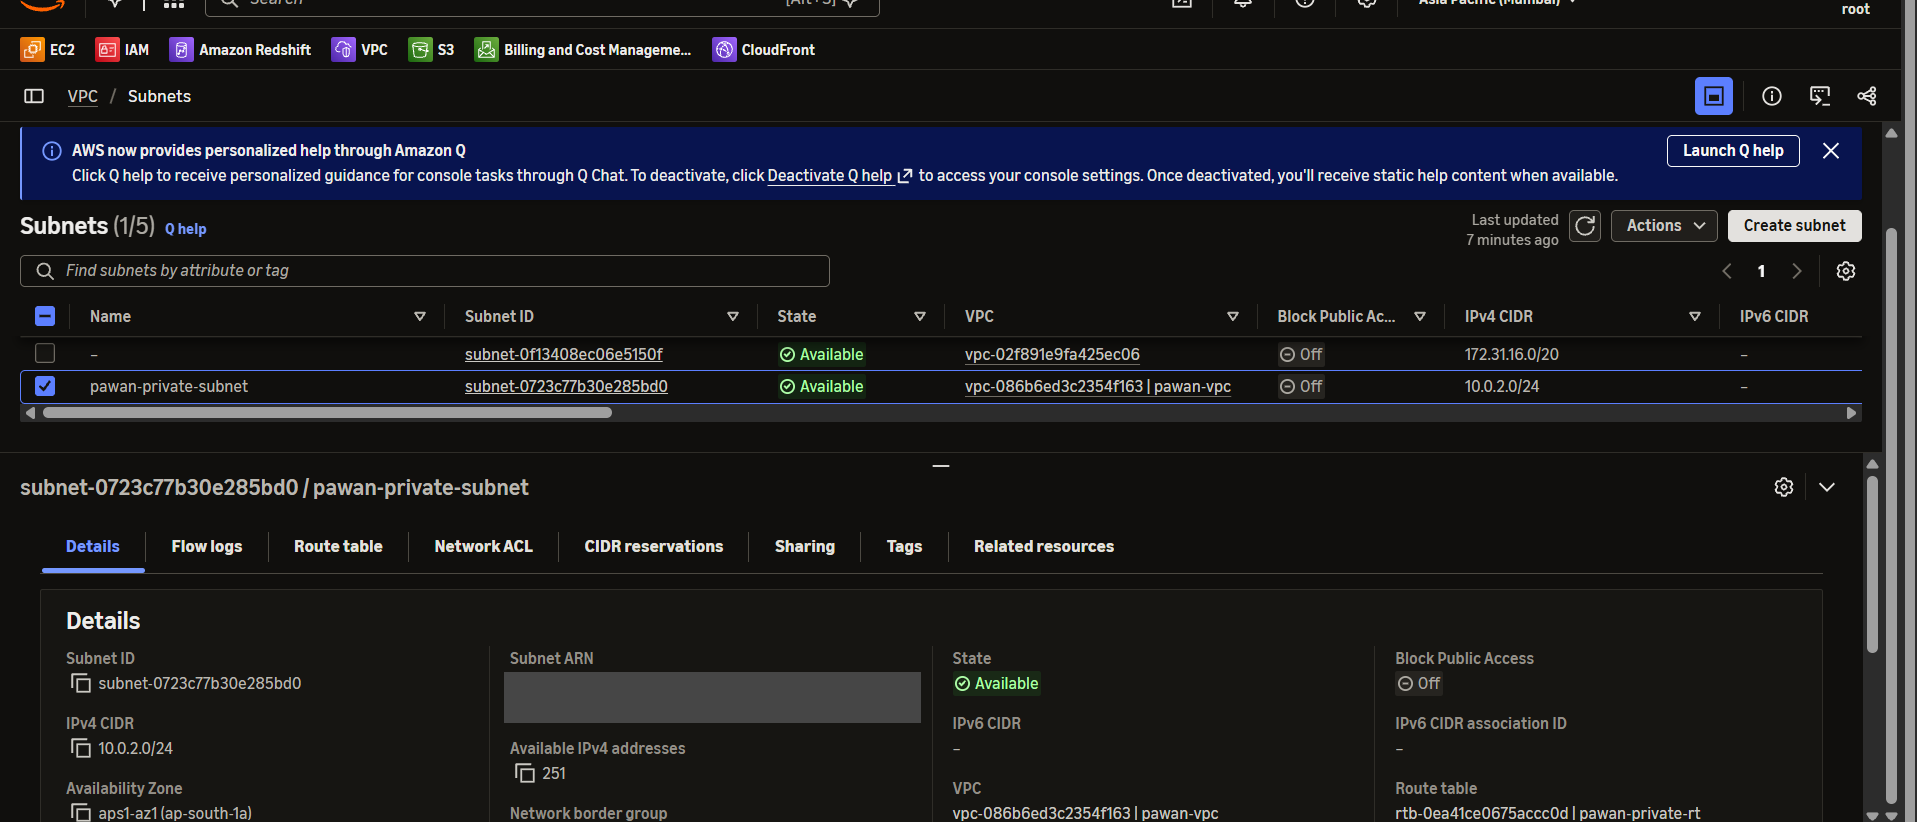 Search
[Alt+S]
Asia Pacific (Mumbai)
root
EC2 IAM Amazon Redshift VPC S3 Billing and Cost Manageme... CloudFront
VPC / Subnets
AWS now provides personalized help through Amazon Q
Click Q help to receive personalized guidance for console tasks through Q Chat. To deactivate, click Deactivate Q help to access your console settings. Once deactivated, you'll receive static help content when available.
Launch Q help
Subnets (1/5) Q help
Last updated
7 minutes ago
Actions
Create subnet
Find subnets by attribute or tag
1
Name Subnet ID State VPC Block Public Ac... IPv4 CIDR IPv6 CIDR
– subnet-0f13408ec06e5150f Available vpc-02f891e9fa425ec06 Off 172.31.16.0/20 –
pawan-private-subnet subnet-0723c77b30e285bd0 Available vpc-086b6ed3c2354f163 | pawan-vpc Off 10.0.2.0/24 –
subnet-0723c77b30e285bd0 / pawan-private-subnet
Details Flow logs Route table Network ACL CIDR reservations Sharing Tags Related resources
Details
Subnet ID
subnet-0723c77b30e285bd0
Subnet ARN
State
Available
Block Public Access
Off
IPv4 CIDR
10.0.2.0/24
Available IPv4 addresses
251
IPv6 CIDR
–
IPv6 CIDR association ID
–
Availability Zone
aps1-az1 (ap-south-1a)
Network border group
VPC
vpc-086b6ed3c2354f163 | pawan-vpc
Route table
rtb-0ea41ce0675accc0d | pawan-private-rt